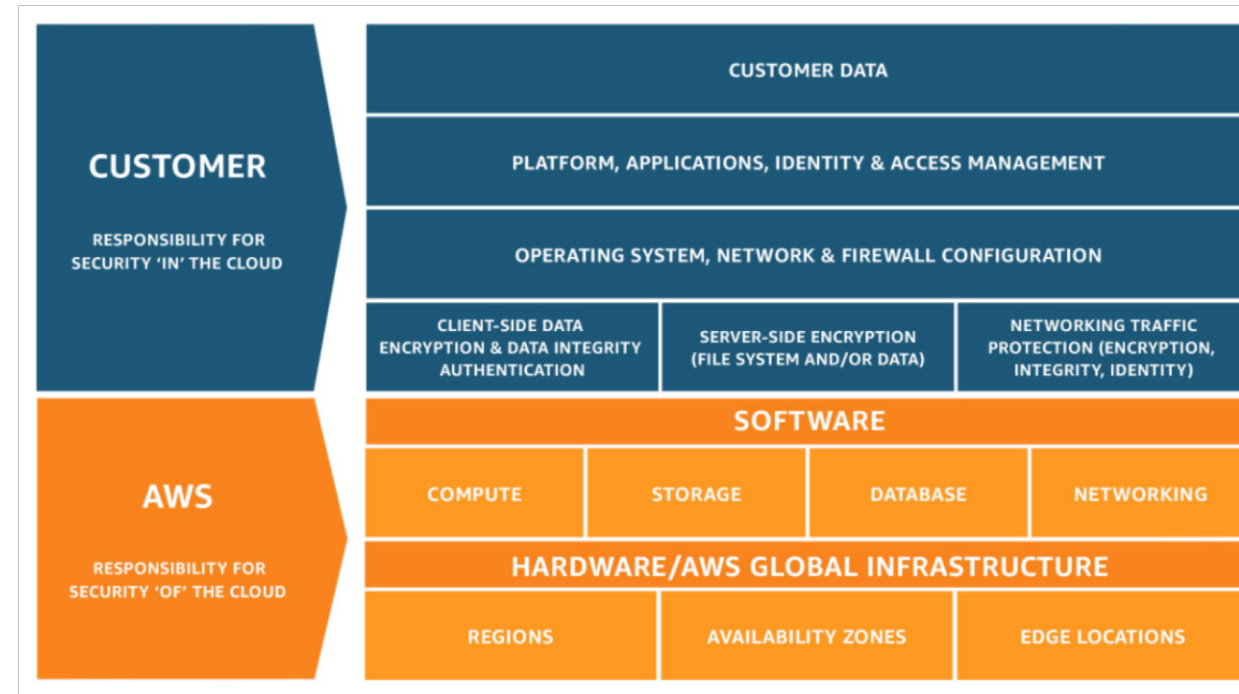 CUSTOMER DATA
PLATFORM, APPLICATIONS, IDENTITY & ACCESS MANAGEMENT
CUSTOMER
RESPONSIBILITY FOR
SECURITY ‘IN’ THE CLOUD
OPERATING SYSTEM, NETWORK & FIREWALL CONFIGURATION
CLIENT-SIDE DATA
ENCRYPTION & DATA INTEGRITY
AUTHENTICATION
SERVER-SIDE ENCRYPTION
(FILE SYSTEM AND/OR DATA)
NETWORKING TRAFFIC
PROTECTION (ENCRYPTION,
INTEGRITY, IDENTITY)
SOFTWARE
AWS
RESPONSIBILITY FOR
SECURITY ‘OF’ THE CLOUD
COMPUTE
STORAGE
DATABASE
NETWORKING
HARDWARE/AWS GLOBAL INFRASTRUCTURE
REGIONS
AVAILABILITY ZONES
EDGE LOCATIONS